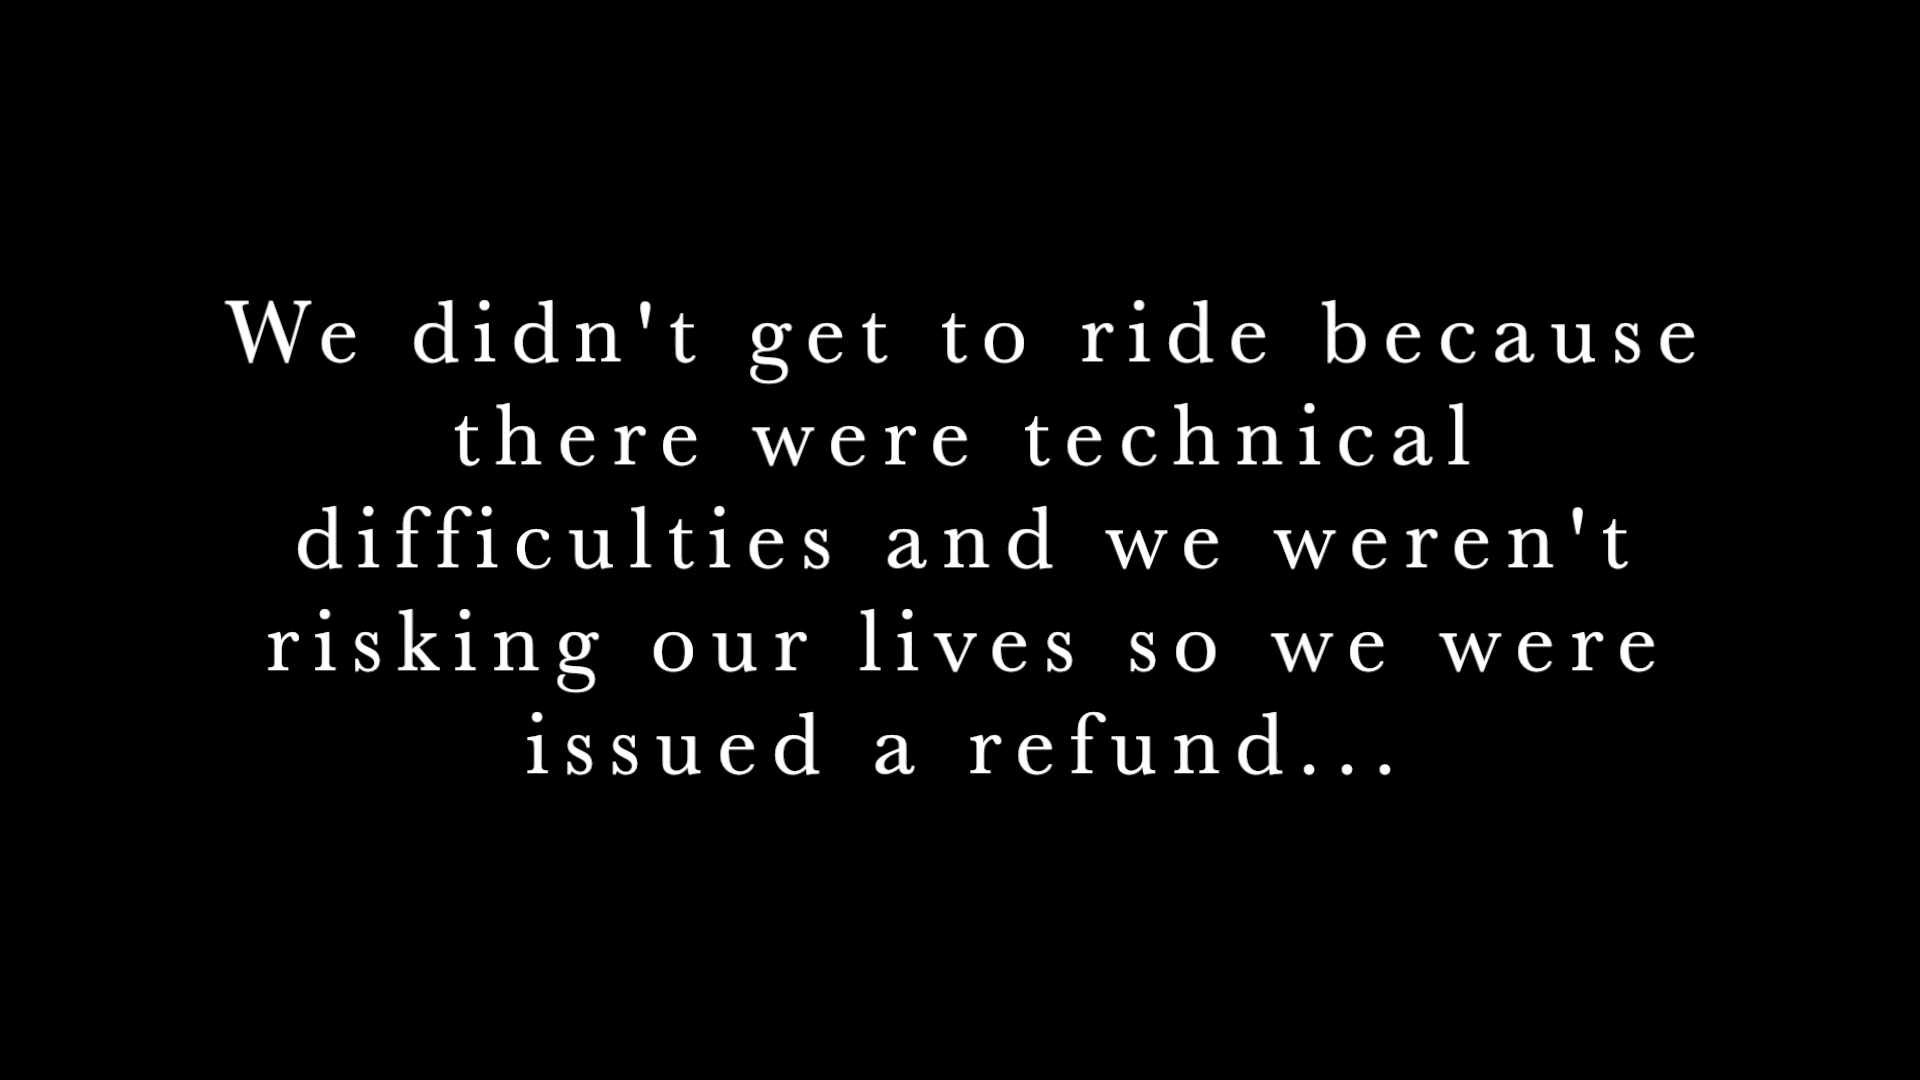 We didn't get to ride because
there were technical
difficulties and we weren't
risking our lives so we were
issued a refund...